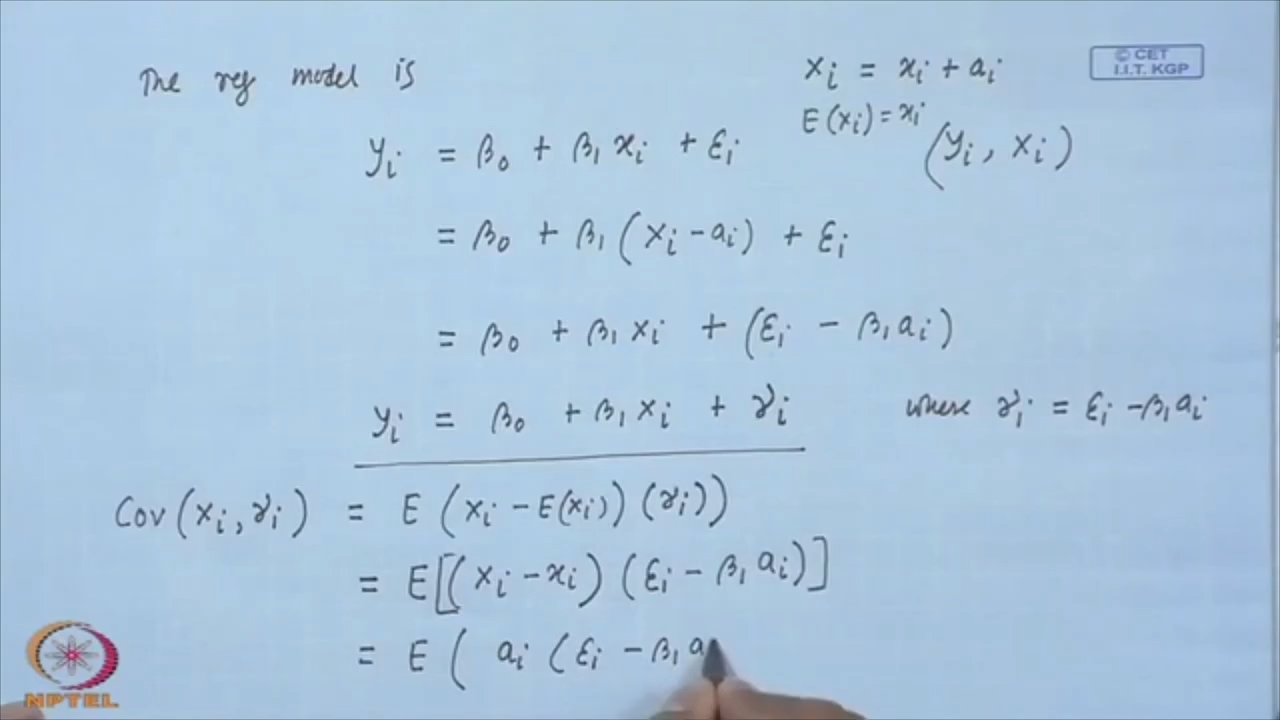 The reg model is
Xᵢ = xᵢ + aᵢ
© CET
I.I.T. KGP
E(Xᵢ) = xᵢ
(yᵢ, Xᵢ)
yᵢ = β₀ + β₁ xᵢ + εᵢ
= β₀ + β₁ (Xᵢ - aᵢ) + εᵢ
= β₀ + β₁ Xᵢ + (εᵢ - β₁ aᵢ)
yᵢ = β₀ + β₁ Xᵢ + γᵢ
where γᵢ = εᵢ - β₁ aᵢ
Cov(Xᵢ, γᵢ) = E (Xᵢ - E(Xᵢ)) (γᵢ))
= E[(Xᵢ - xᵢ) (εᵢ - β₁ aᵢ)]
= E ( aᵢ (εᵢ - β₁ a
NPTEL